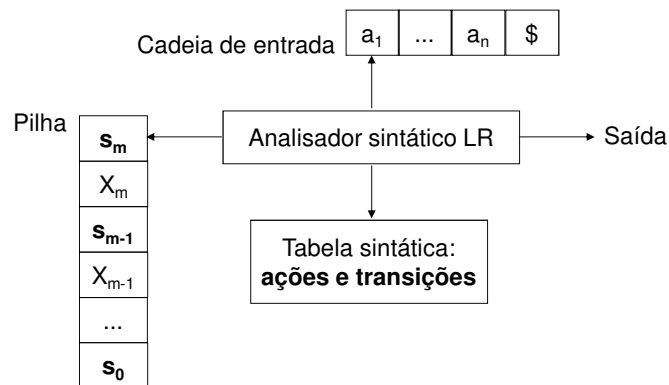 Cadeia de entrada
a1 ... an $
Pilha
Analisador sintático LR
Saída
sm
Xm
sm-1
Xm-1
...
s0
Tabela sintática:
ações e transições